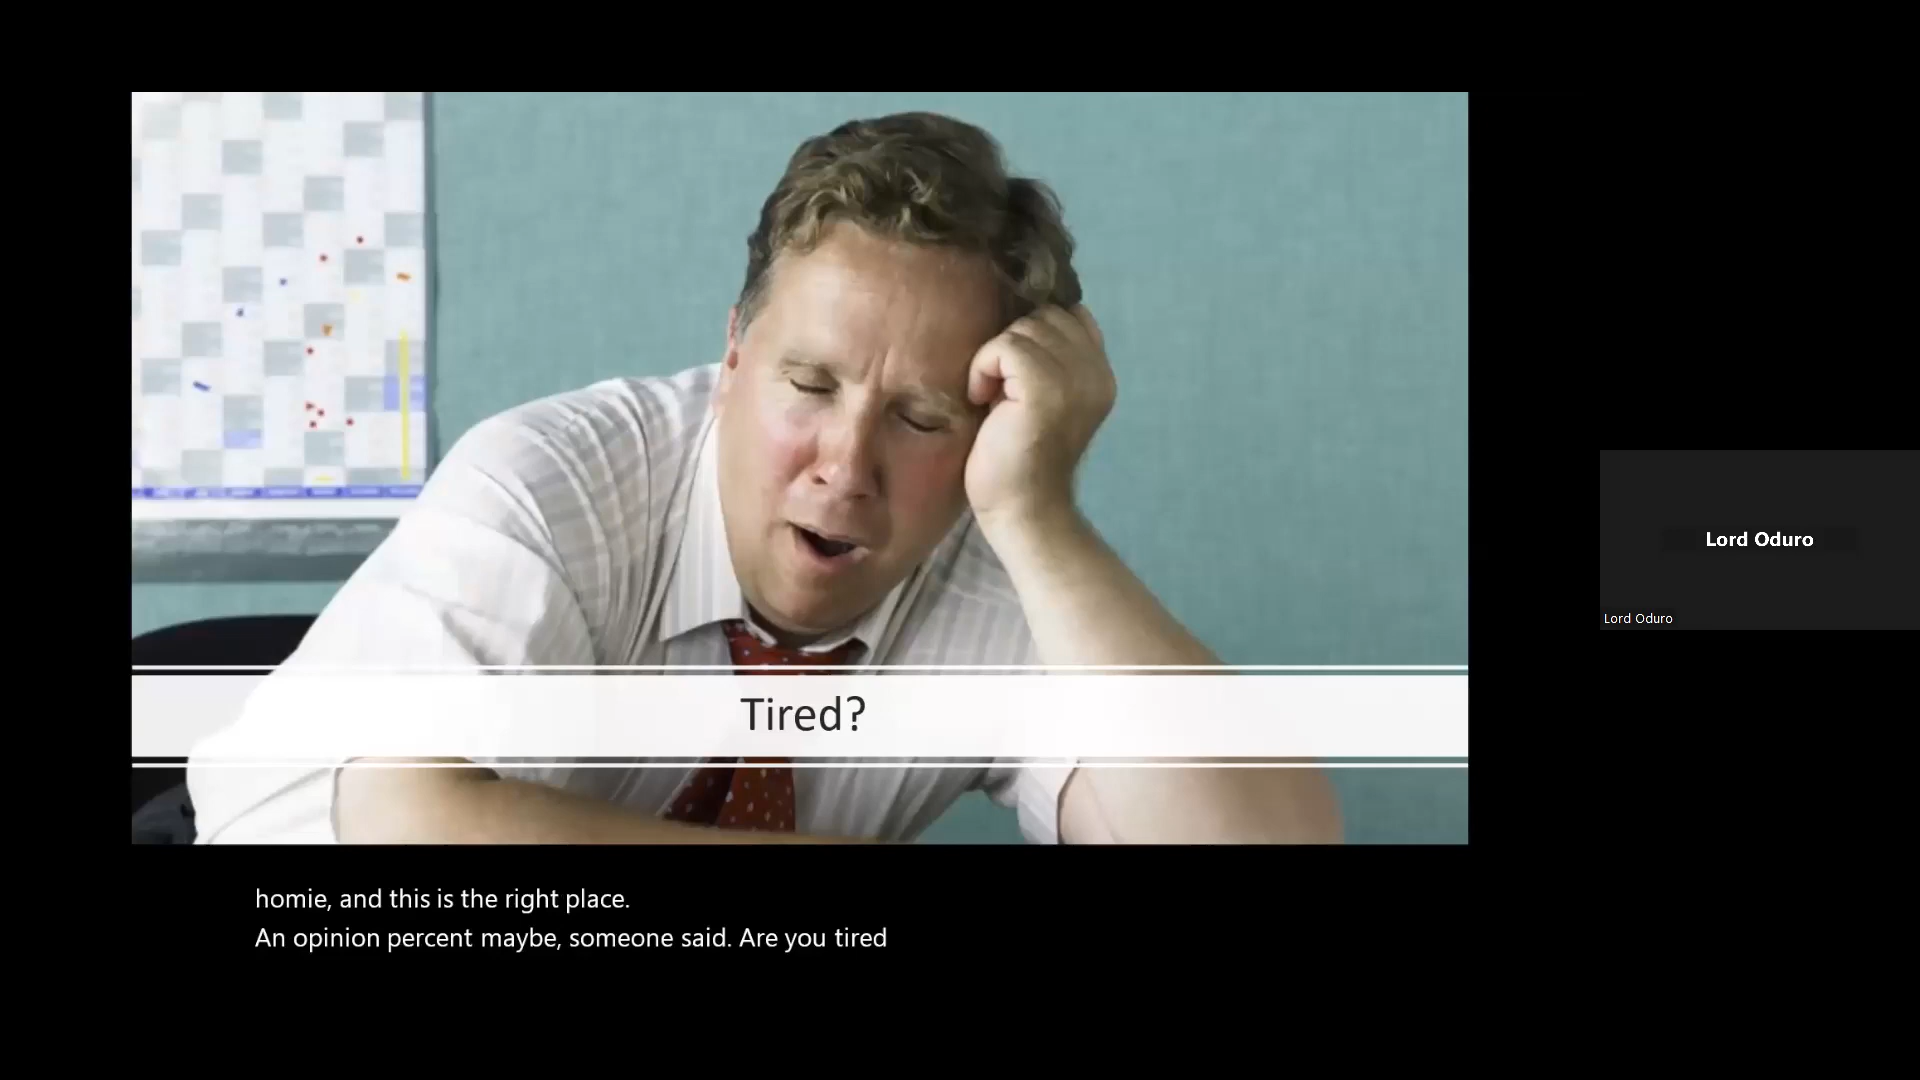 Tired?
homie, and this is the right place.
An opinion percent maybe, someone said. Are you tired
Lord Oduro
Lord Oduro